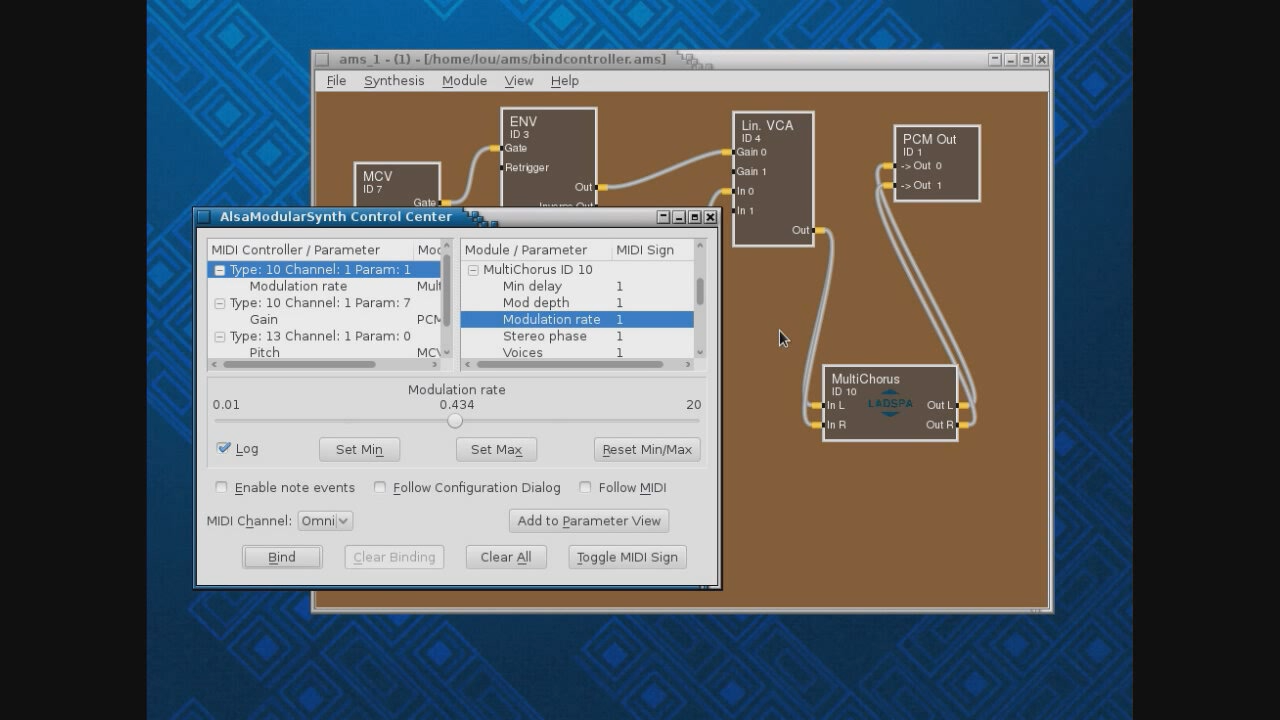 ams_1 - (1) - [/home/lou/ams/bindcontroller.ams]
File Synthesis Module View Help
MCV
ID 7
Gate
ENV
ID 3
Gate
Retrigger
Out
Lin. VCA
ID 4
Gain 0
Gain 1
In 0
In 1
Out
PCM Out
ID 1
-> Out 0
-> Out 1
MultiChorus
ID 10
LADSPA
In L Out L
In R Out R
AlsaModularSynth Control Center
MIDI Controller / Parameter Mod
Type: 10 Channel: 1 Param: 1
Modulation rate Mult
Type: 10 Channel: 1 Param: 7
Gain PCM
Type: 13 Channel: 1 Param: 0
Pitch MCV
Module / Parameter MIDI Sign
MultiChorus ID 10
Min delay 1
Mod depth 1
Modulation rate 1
Stereo phase 1
Voices 1
Modulation rate
0.01 0.434 20
Log Set Min Set Max Reset Min/Max
Enable note events Follow Configuration Dialog Follow MIDI
MIDI Channel: Omni Add to Parameter View
Bind Clear Binding Clear All Toggle MIDI Sign